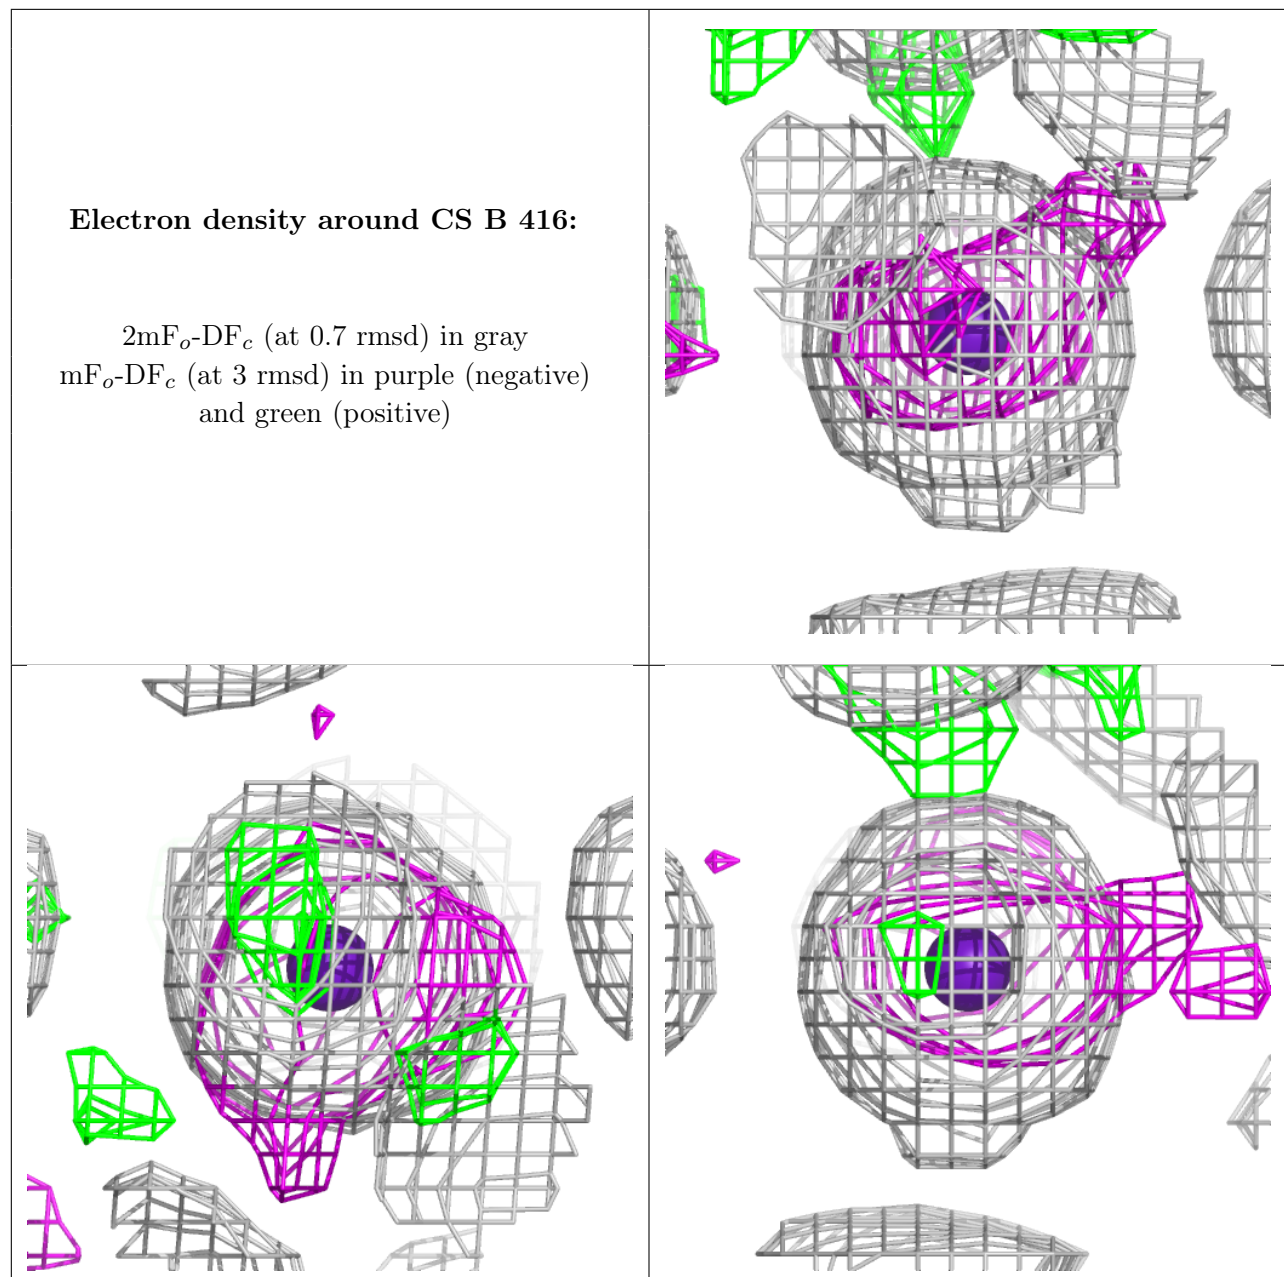 Electron density around CS B 416:
2mFo-DFc (at 0.7 rmsd) in gray
mFo-DFc (at 3 rmsd) in purple (negative)
and green (positive)